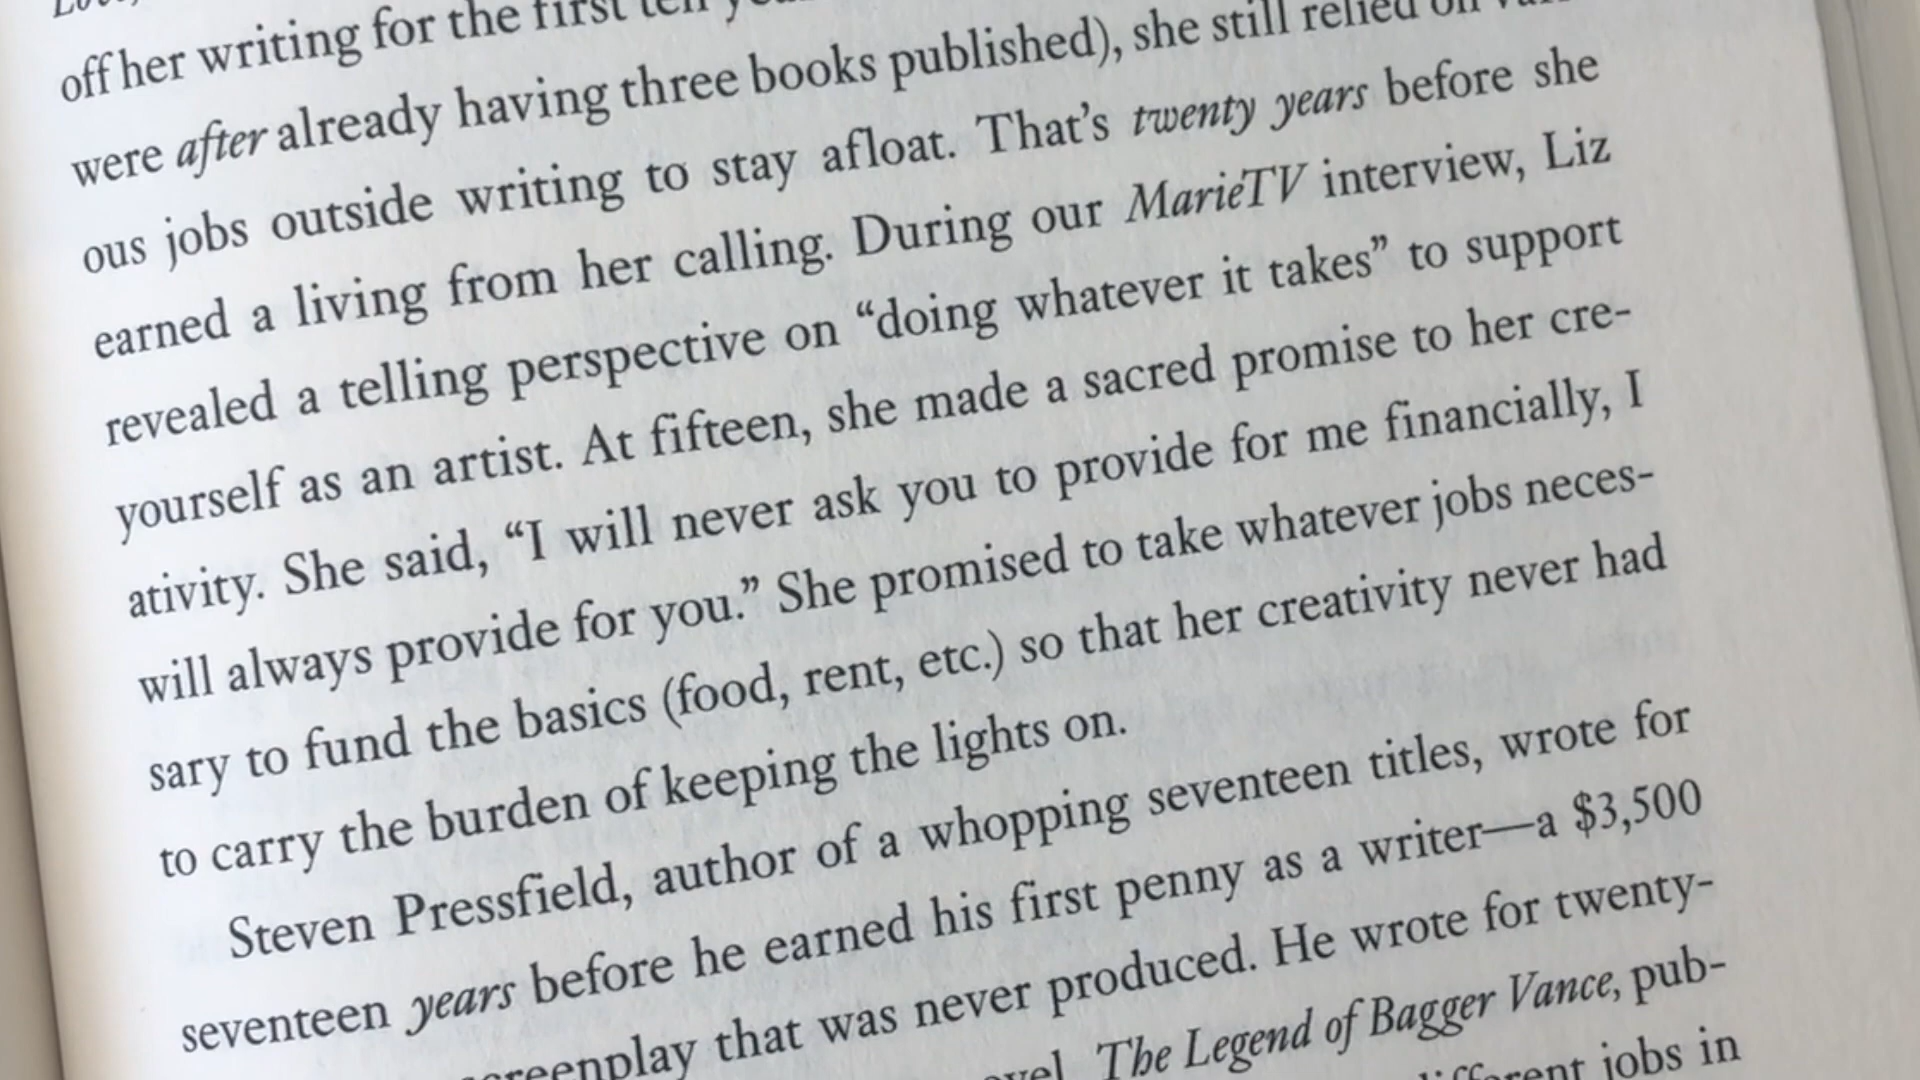 off her writing for the first ten
were after already having three books published), she still relied on
ous jobs outside writing to stay afloat. That's twenty years before she
earned a living from her calling. During our MarieTV interview, Liz
revealed a telling perspective on “doing whatever it takes” to support
yourself as an artist. At fifteen, she made a sacred promise to her cre-
ativity. She said, “I will never ask you to provide for me financially, I
will always provide for you.” She promised to take whatever jobs neces-
sary to fund the basics (food, rent, etc.) so that her creativity never had
to carry the burden of keeping the lights on.
Steven Pressfield, author of a whopping seventeen titles, wrote for
seventeen years before he earned his first penny as a writer—a $3,500
that was never produced. He wrote for twenty-
The Legend of Bagger Vance, pub-
jobs in